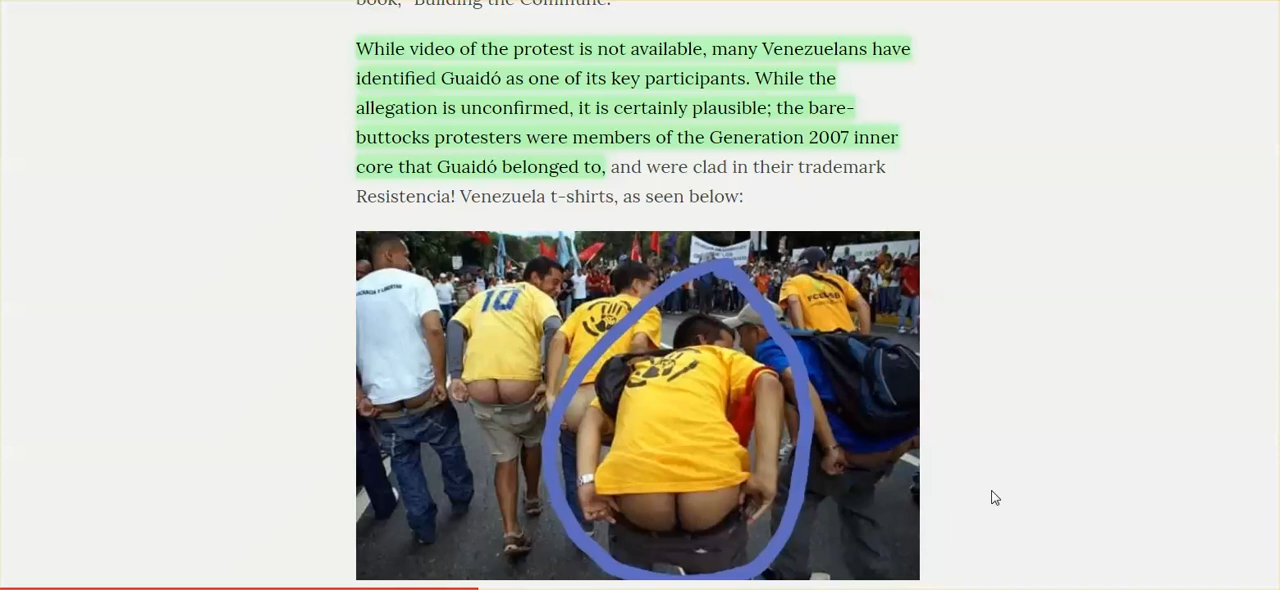 book, "Building the Commune."
While video of the protest is not available, many Venezuelans have
identified Guaidó as one of its key participants. While the
allegation is unconfirmed, it is certainly plausible; the bare-
buttocks protesters were members of the Generation 2007 inner
core that Guaidó belonged to, and were clad in their trademark
Resistencia! Venezuela t-shirts, as seen below:
10